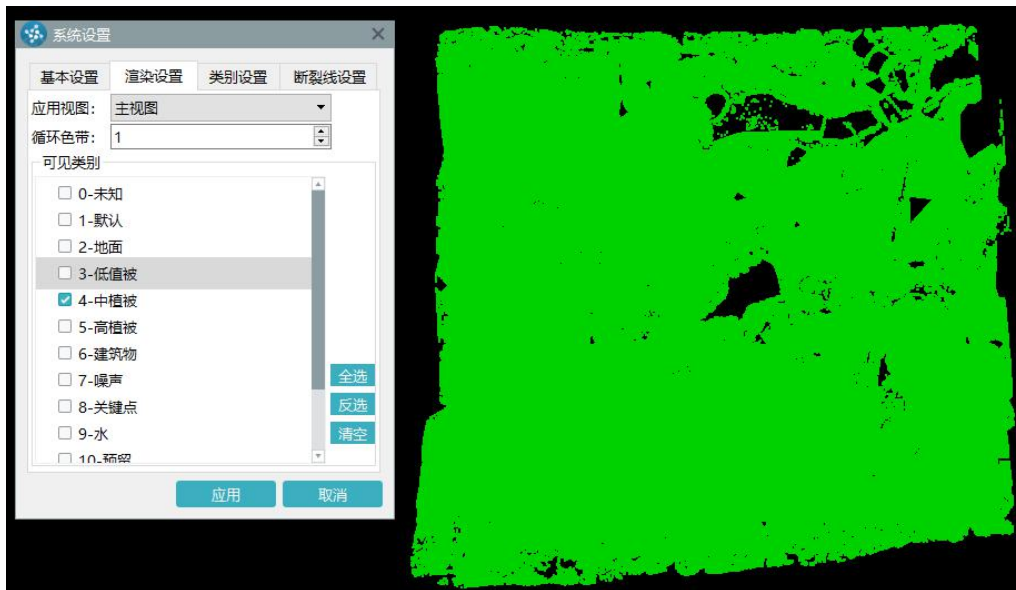 系统设置
基本设置 渲染设置 类别设置 断裂线设置
应用视图: 主视图
循环色带: 1
可见类别
0-未知
1-默认
2-地面
3-低值被
4-中植被
5-高植被
6-建筑物
7-噪声
8-关键点
9-水
10-预留
全选
反选
清空
应用 取消